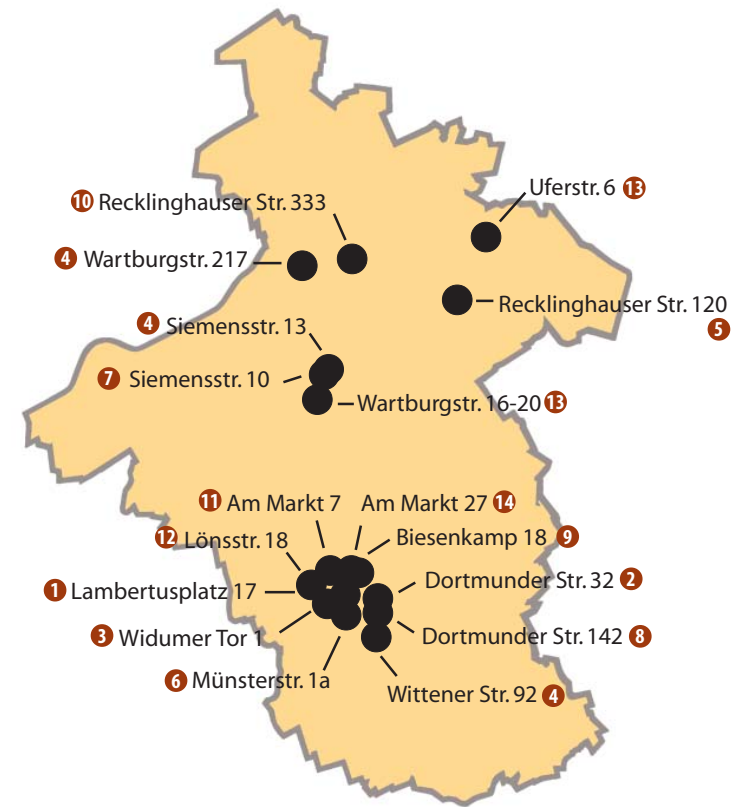 Uferstr. 6 13
10 Recklinghauser Str. 333
4 Wartburgstr. 217
Recklinghauser Str. 120
5
4 Siemensstr. 13
7 Siemensstr. 10
Wartburgstr. 16-20 13
11 Am Markt 7
Am Markt 27 14
12 Lönsstr. 18
Biesenkamp 18 9
1 Lambertusplatz 17
Dortmunder Str. 32 2
3 Widumer Tor 1
Dortmunder Str. 142 8
6 Münsterstr. 1a
Wittener Str. 92 4